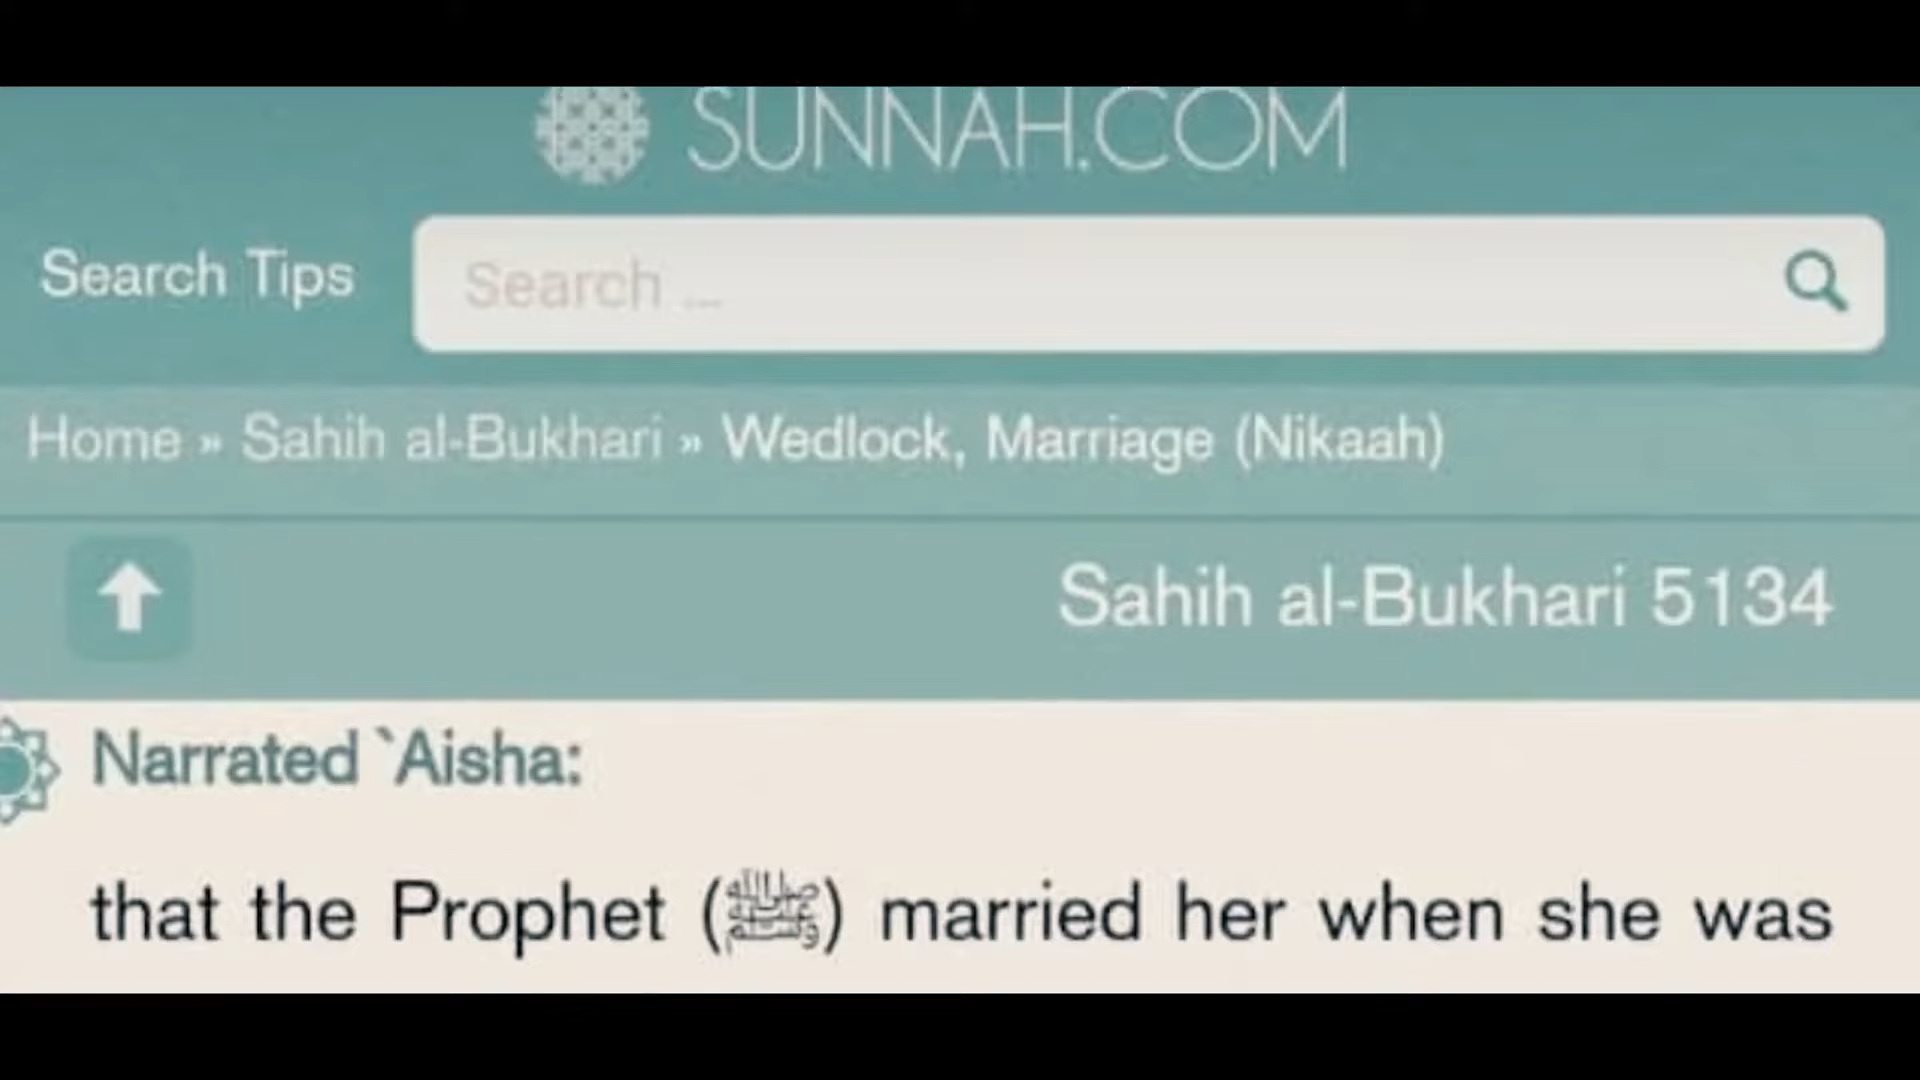 SUNNAH.COM
Search Tips
Search ...
Home » Sahih al-Bukhari » Wedlock, Marriage (Nikaah)
Sahih al-Bukhari 5134
Narrated `Aisha:
that the Prophet (ﷺ) married her when she was